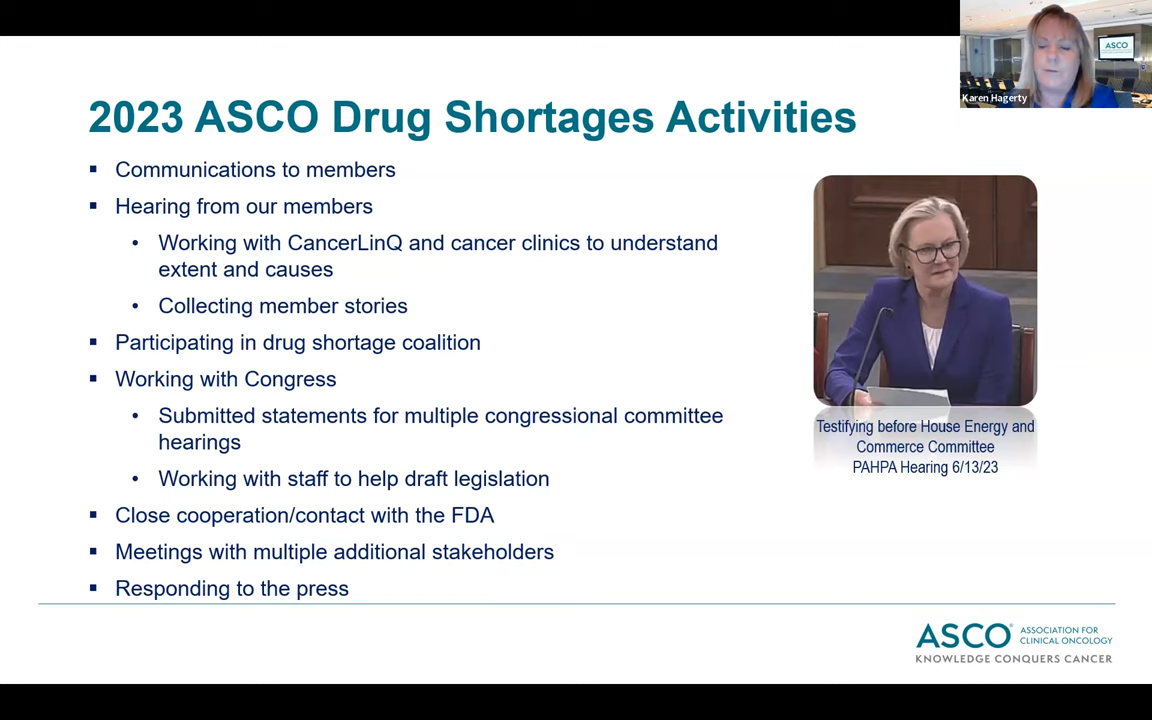 ASCO
Karen Hagerty
2023 ASCO Drug Shortages Activities
▪ Communications to members
▪ Hearing from our members
• Working with CancerLinQ and cancer clinics to understand
extent and causes
• Collecting member stories
▪ Participating in drug shortage coalition
▪ Working with Congress
• Submitted statements for multiple congressional committee
hearings
• Working with staff to help draft legislation
▪ Close cooperation/contact with the FDA
▪ Meetings with multiple additional stakeholders
▪ Responding to the press
Testifying before House Energy and
Commerce Committee
PAHPA Hearing 6/13/23
ASCO® ASSOCIATION FOR
CLINICAL ONCOLOGY
KNOWLEDGE CONQUERS CANCER